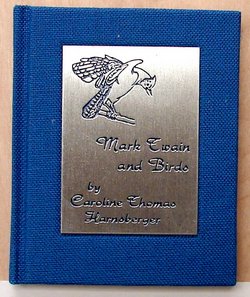 Mark Twain
and Birds
by
Caroline Thomas
Harnsberger